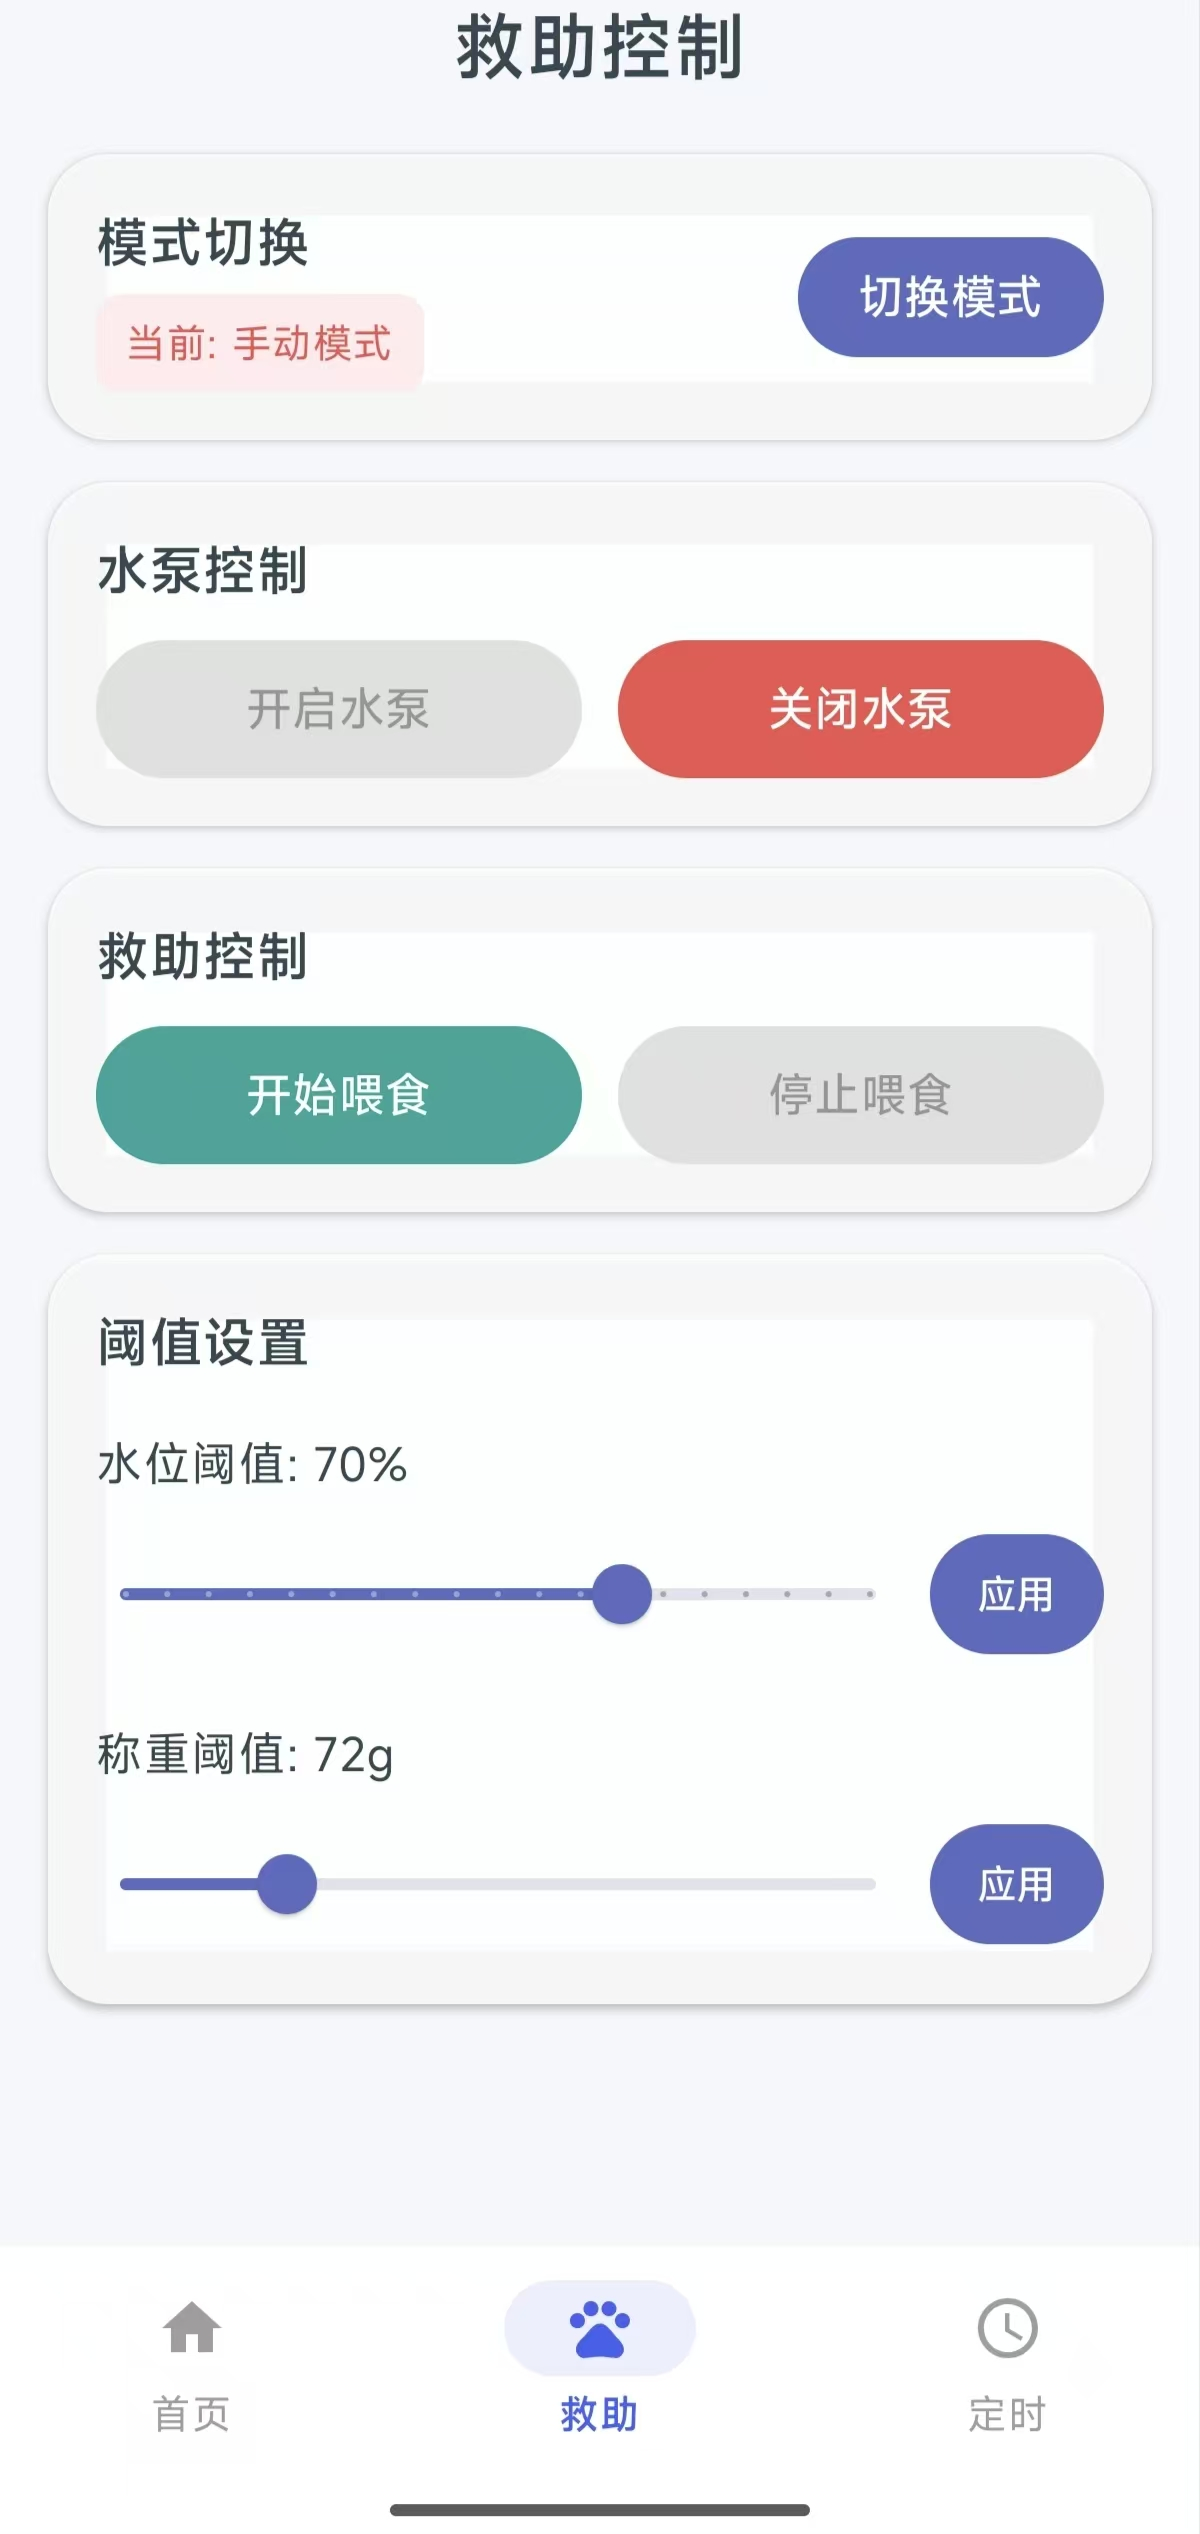 救助控制
模式切换
当前: 手动模式
切换模式
水泵控制
开启水泵
关闭水泵
救助控制
开始喂食
停止喂食
阈值设置
水位阈值: 70%
应用
称重阈值: 72g
应用
首页
救助
定时